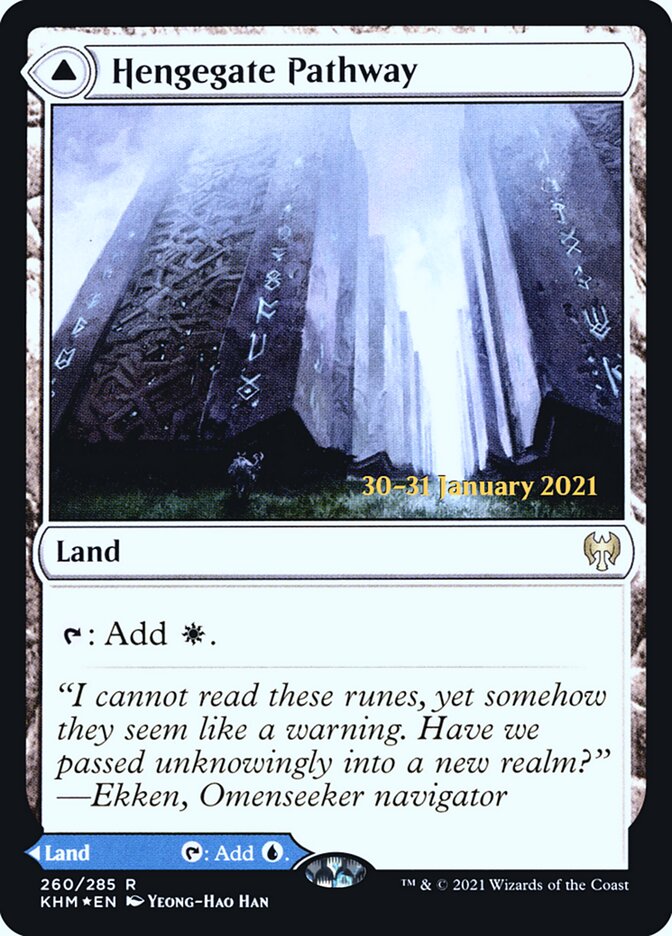 Hengegate Pathway
30–31 January 2021
Land
: Add .
“I cannot read these runes, yet somehow
they seem like a warning. Have we
passed unknowingly into a new realm?”
—Ekken, Omenseeker navigator
Land : Add .
260/285 R
KHM★EN Yeong-Hao Han
™ & © 2021 Wizards of the Coast